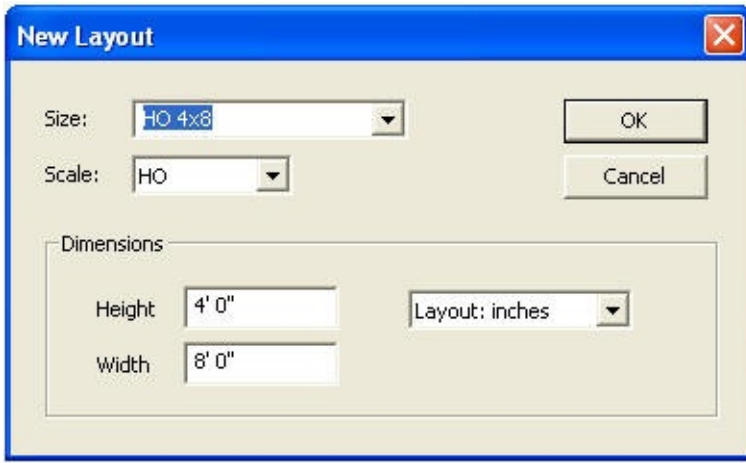 New Layout
Size: HO 4x8 OK
Scale: HO Cancel
Dimensions
Height 4' 0" Layout: inches
Width 8' 0"